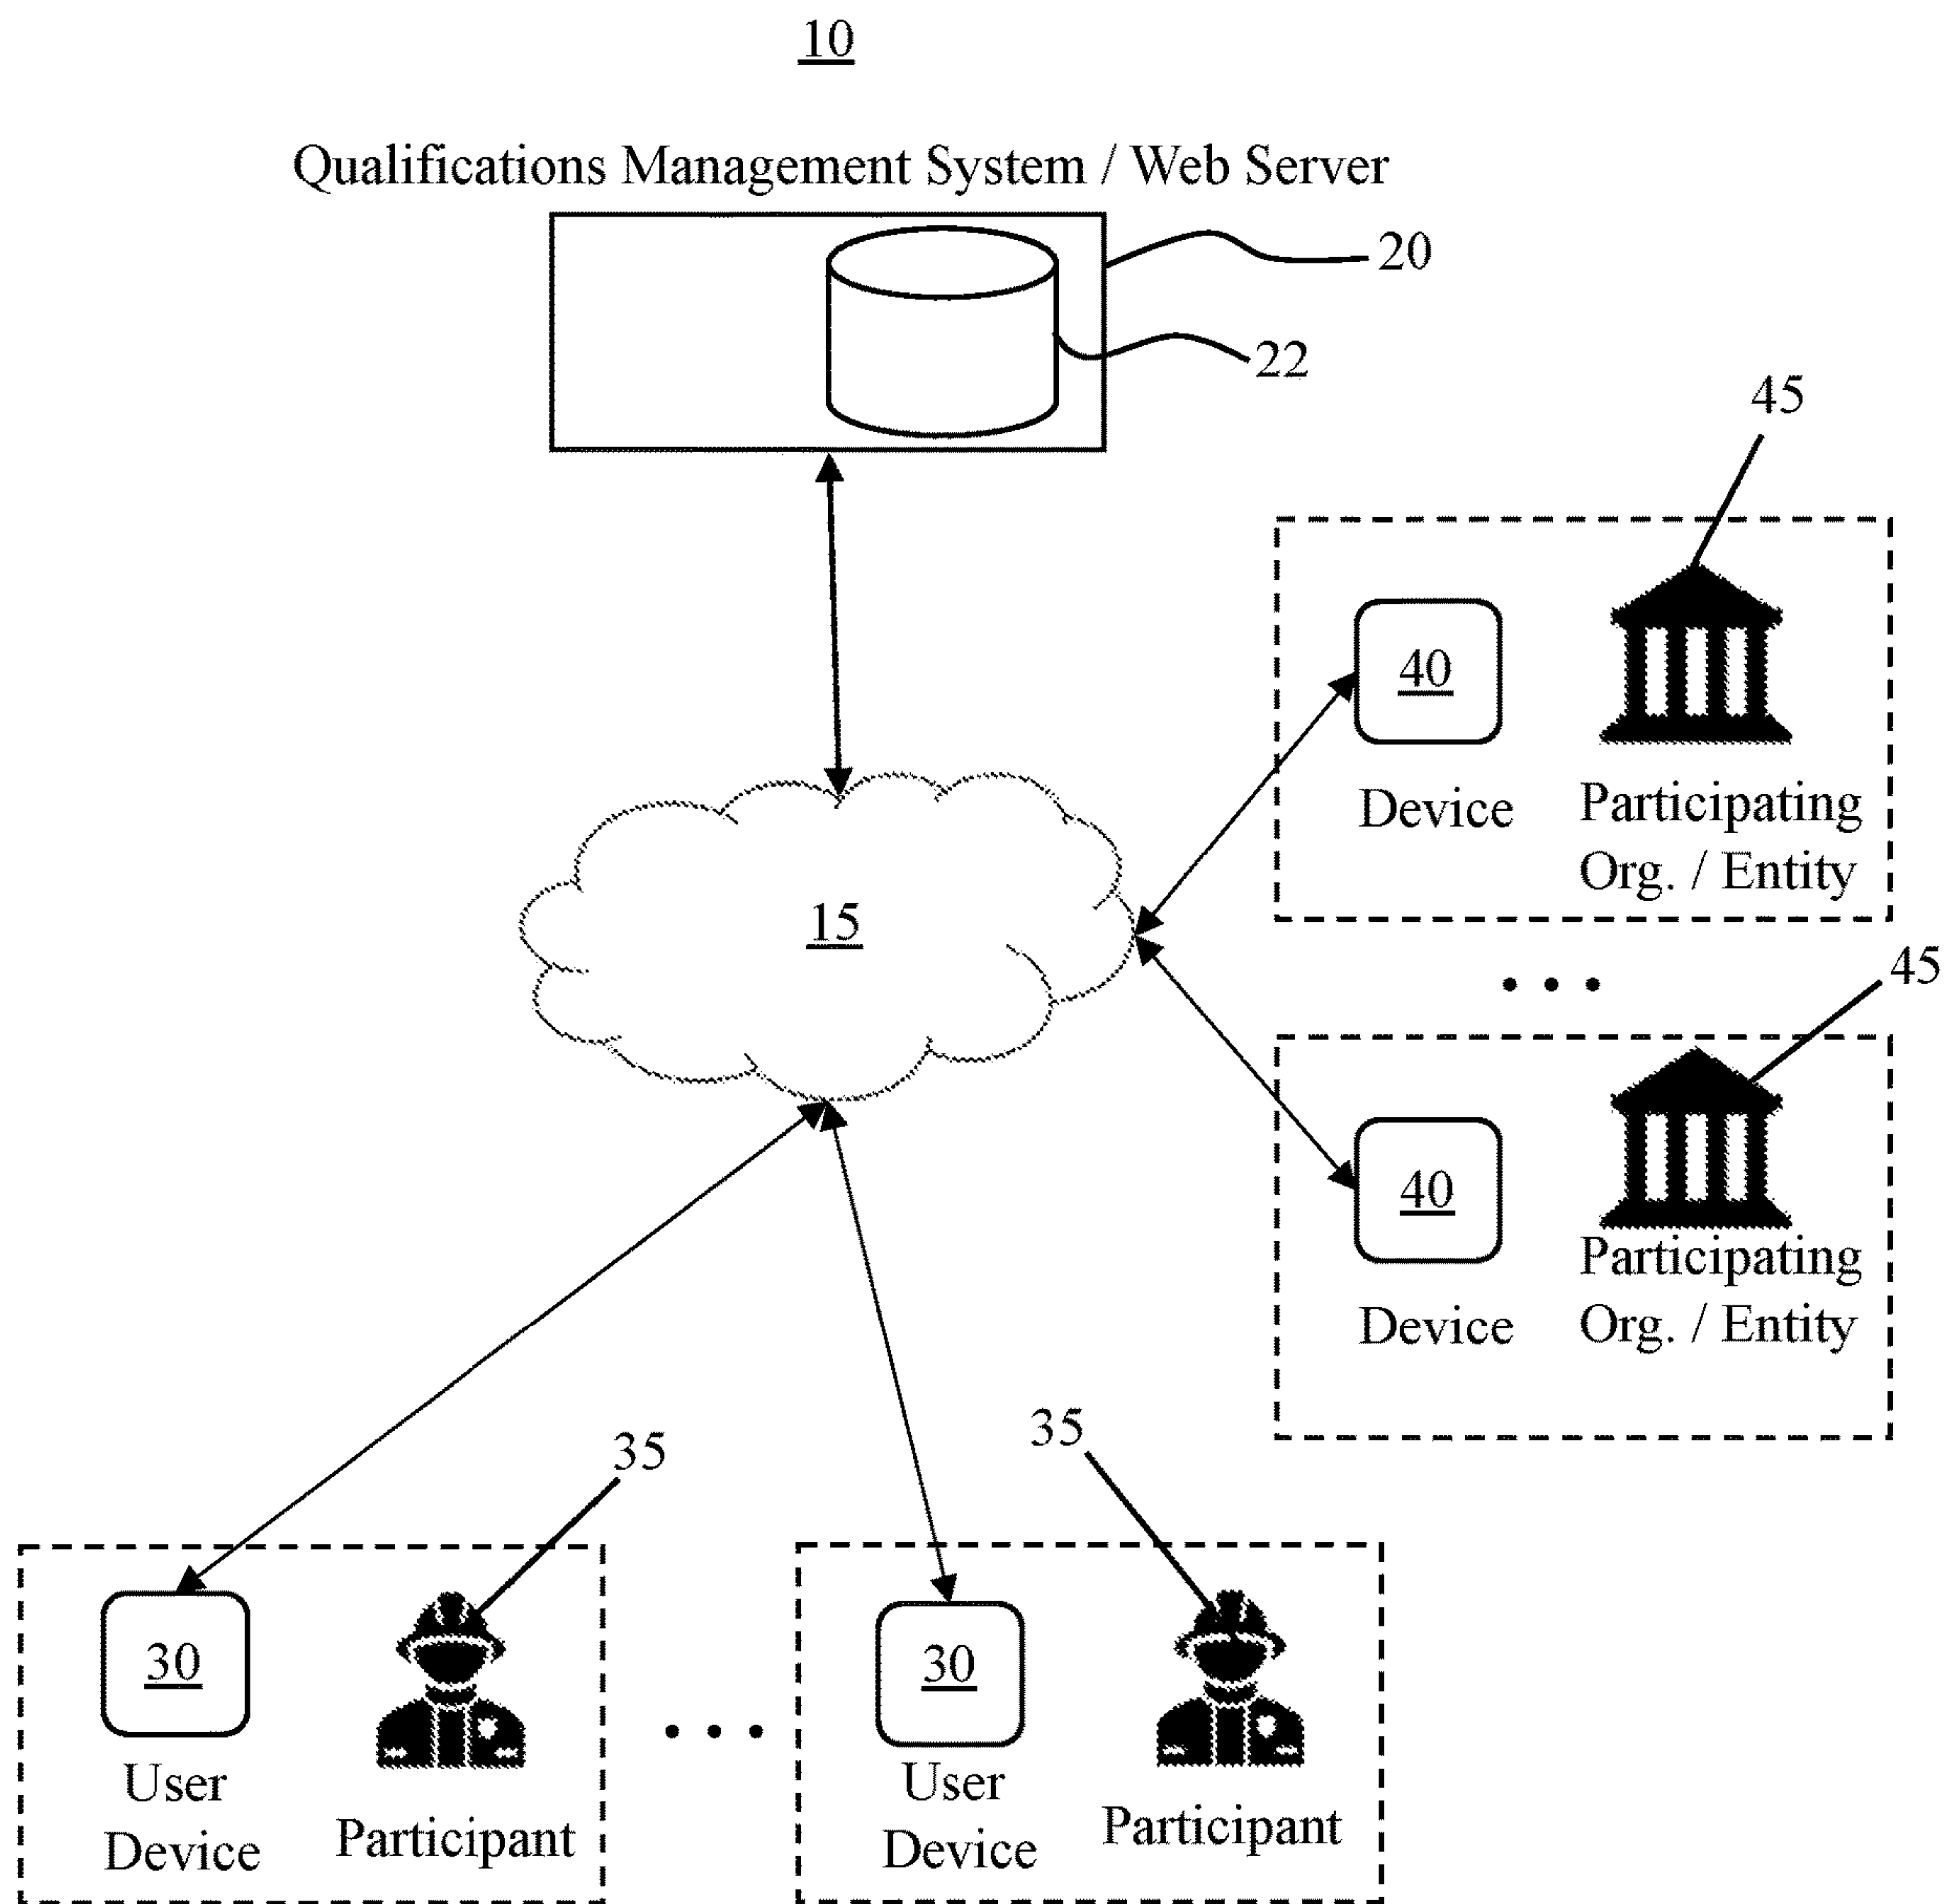 10
Qualifications Management System / Web Server
20
22
45
40
Device
Participating
Org. / Entity
15
45
40
Participating
Device
Org. / Entity
35
35
30
User
Device
Participant
30
User
Device
Participant